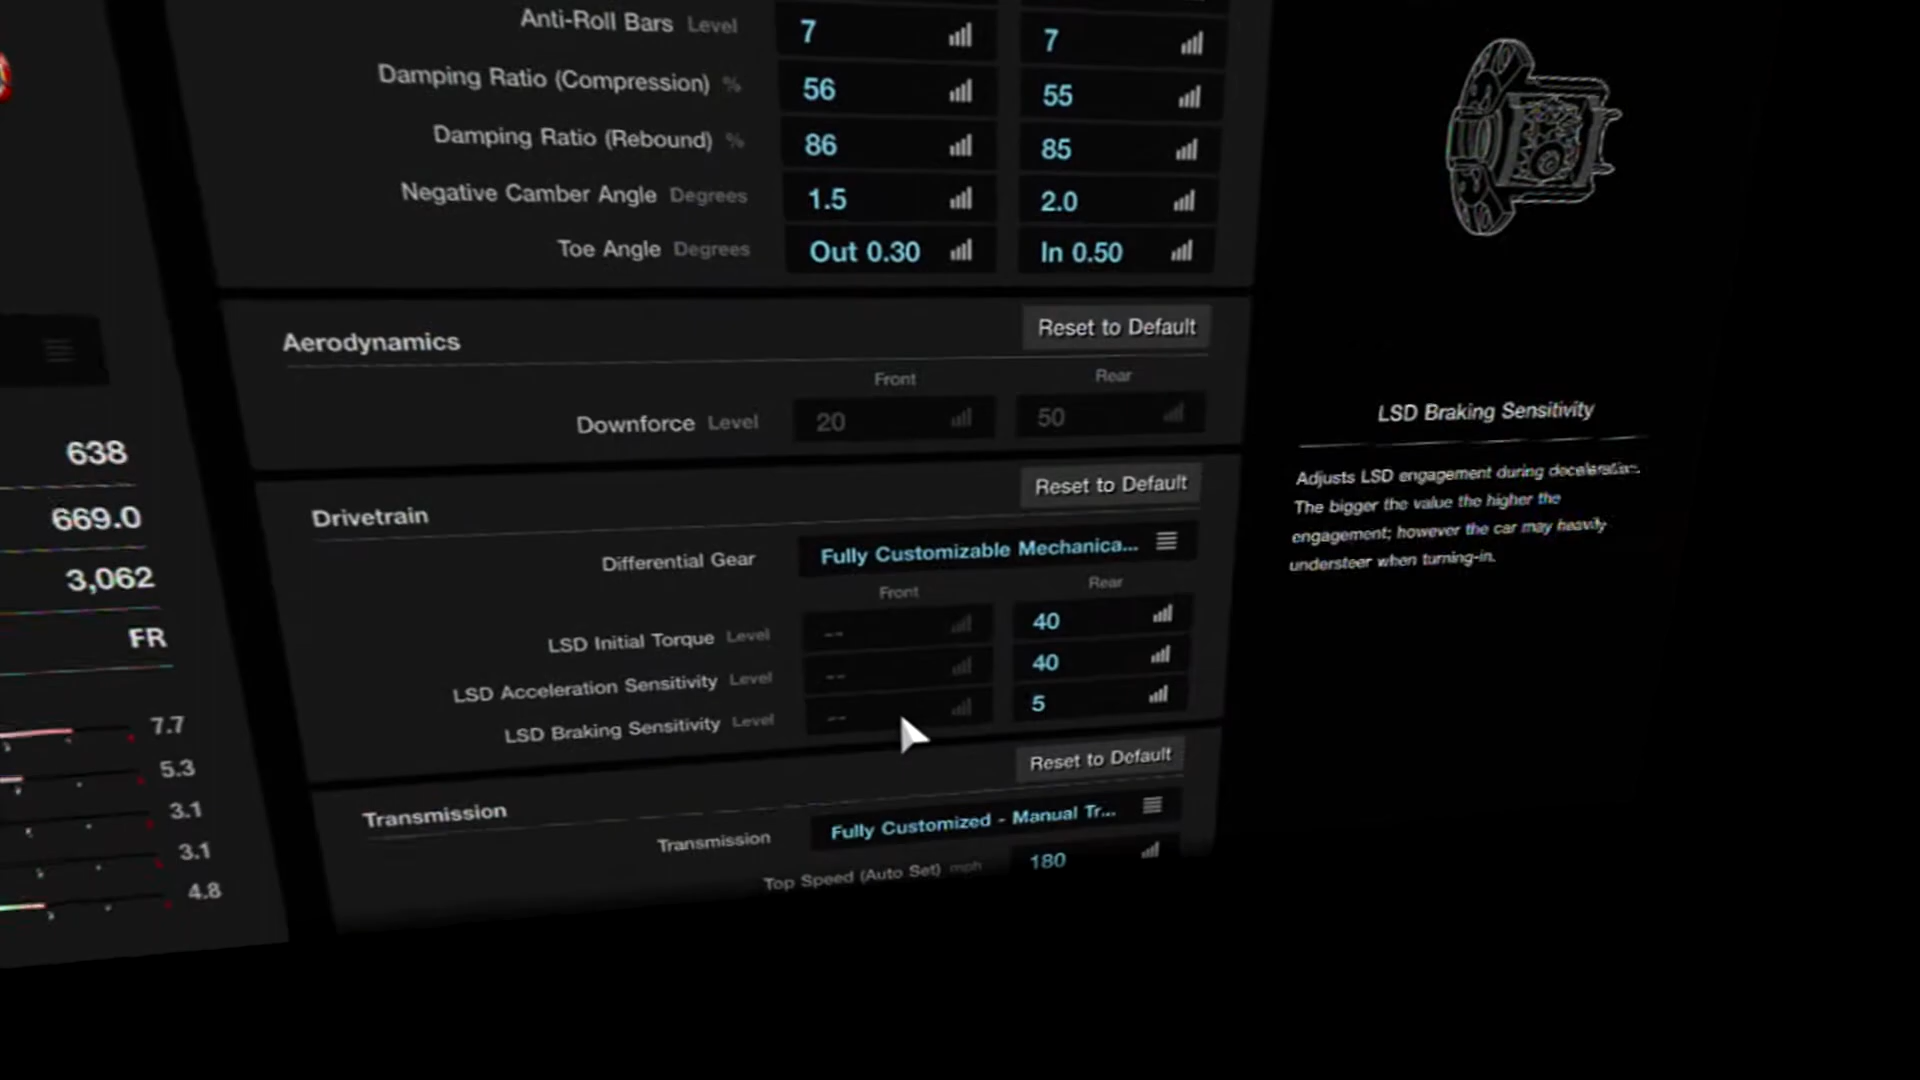 Anti-Roll Bars Level 7 7
Damping Ratio (Compression) % 56 55
Damping Ratio (Rebound) % 86 85
Negative Camber Angle Degrees 1.5 2.0
Toe Angle Degrees Out 0.30 In 0.50
Aerodynamics Reset to Default
Front Rear
Downforce Level 20 50
Drivetrain Reset to Default
Differential Gear Fully Customizable Mechanica...
Front Rear
LSD Initial Torque Level -- 40
LSD Acceleration Sensitivity Level -- 40
LSD Braking Sensitivity Level -- 5
Transmission Reset to Default
Transmission Fully Customized - Manual Tr...
Top Speed (Auto Set) mph 180
638
669.0
3,062
FR
7.7
5.3
3.1
3.1
4.8
LSD Braking Sensitivity
Adjusts LSD engagement during deceleration.
The bigger the value the higher the
engagement; however the car may heavily
understeer when turning-in.